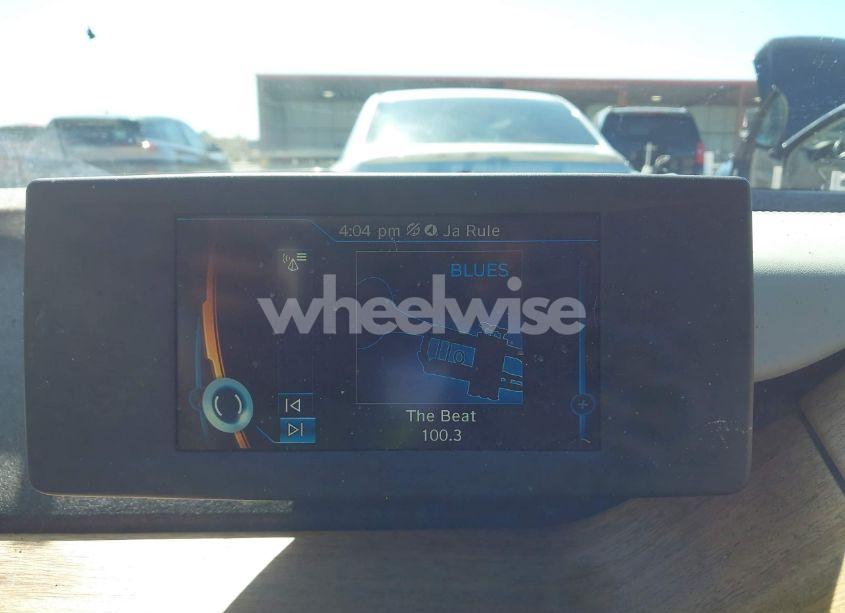 4:04 pm Ja Rule
BLUES
wheelwise
The Beat
100.3